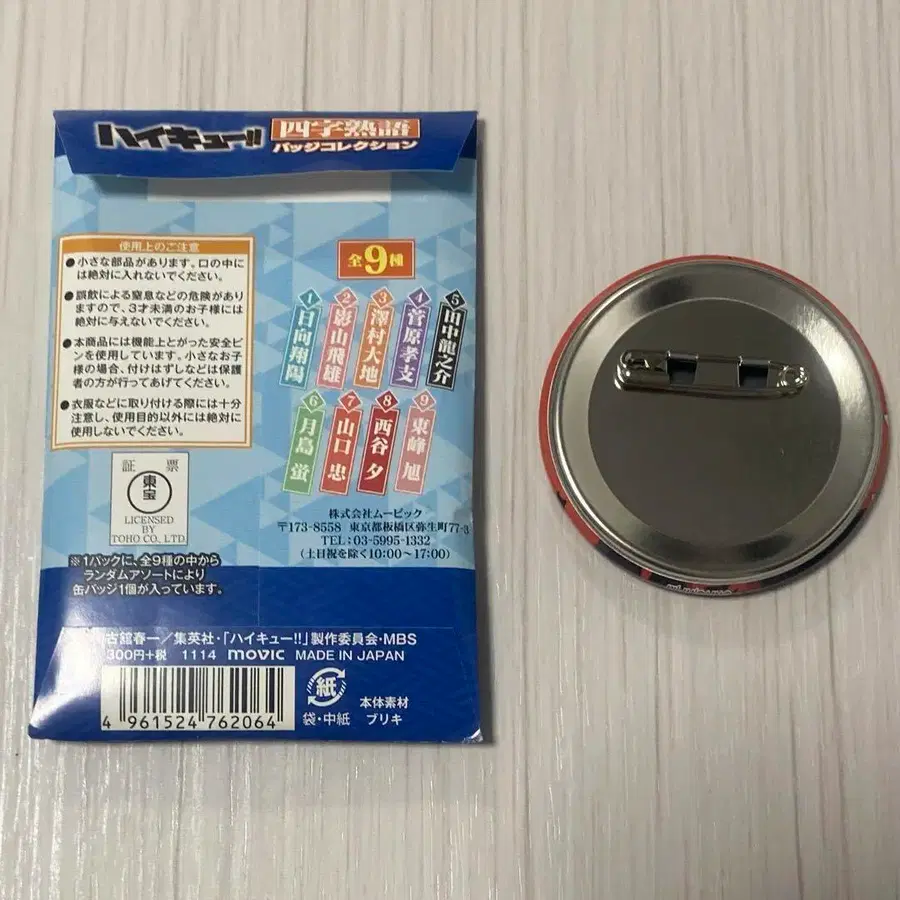 ハイキュー!! 四字熟語
バッジコレクション
使用上のご注意
●小さな部品があります。口の中に
は絶対に入れないでください。
●誤飲による窒息などの危険があり
ますので、3才未満のお子様には
絶対に与えないでください。
●本商品には機能上とがった安全ピ
ンを使用しています。小さなお子
様の場合、付けはずしなどは保護
者の方が行ってあげてください。
●衣服などに取り付ける際には十分
注意し、使用目的以外には絶対に
使用しないでください。
全9種
1 日向翔陽
2 影山飛雄
3 澤村大地
4 菅原孝支
5 田中龍之介
6 月島 蛍
7 山口 忠
8 西谷 夕
9 東峰 旭
証 票
東宝
LICENSED
BY
TOHO CO., LTD.
株式会社ムービック
〒173-8558 東京都板橋区弥生町77-3
TEL:03-5995-1332
(土日祝を除く10:00~17:00)
※1パックに、全9種の中から
ランダムアソートにより
缶バッジ1個が入っています。
古舘春一/集英社・「ハイキュー!!」製作委員会・MBS
300円+税 1114 movic MADE IN JAPAN
4 961524 762064
紙
袋・中紙
本体素材
ブリキ